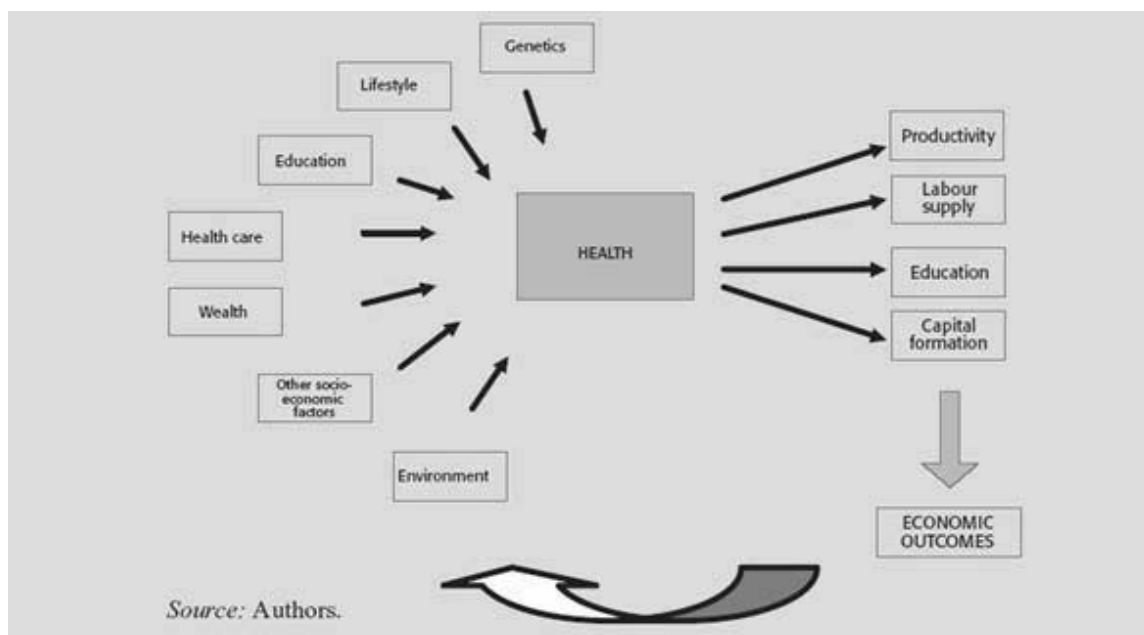 Genetics
Lifestyle
Education
Health care
Wealth
Other socio-
economic
factors
Environment
HEALTH
Productivity
Labour
supply
Education
Capital
formation
ECONOMIC
OUTCOMES
Source: Authors.